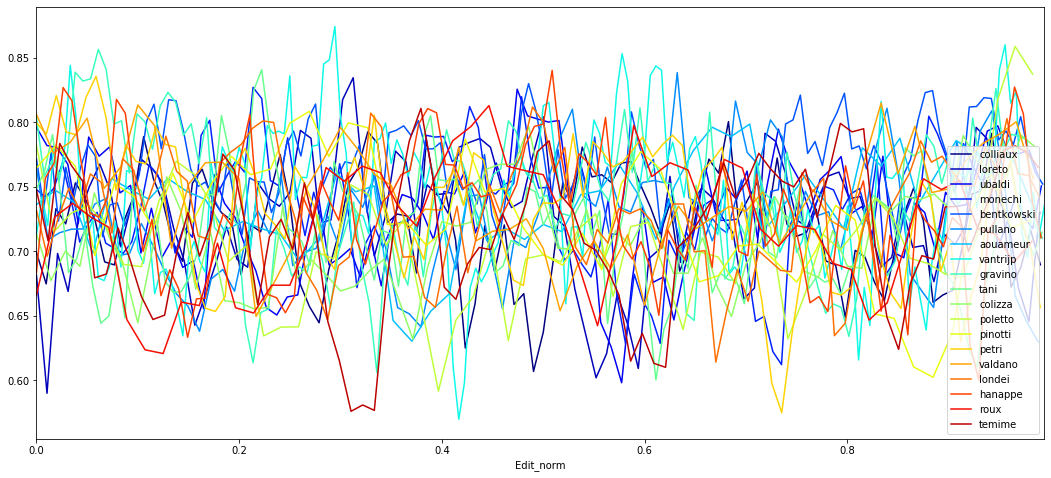 0.85
0.80
0.75
0.70
0.65
0.60
0.0 0.2 0.4 0.6 0.8
Edit_norm
colliaux
loreto
ubaldi
monechi
bentkowski
pullano
aouameur
vantrijp
gravino
tani
colizza
poletto
pinotti
petri
valdano
londei
hanappe
roux
temime